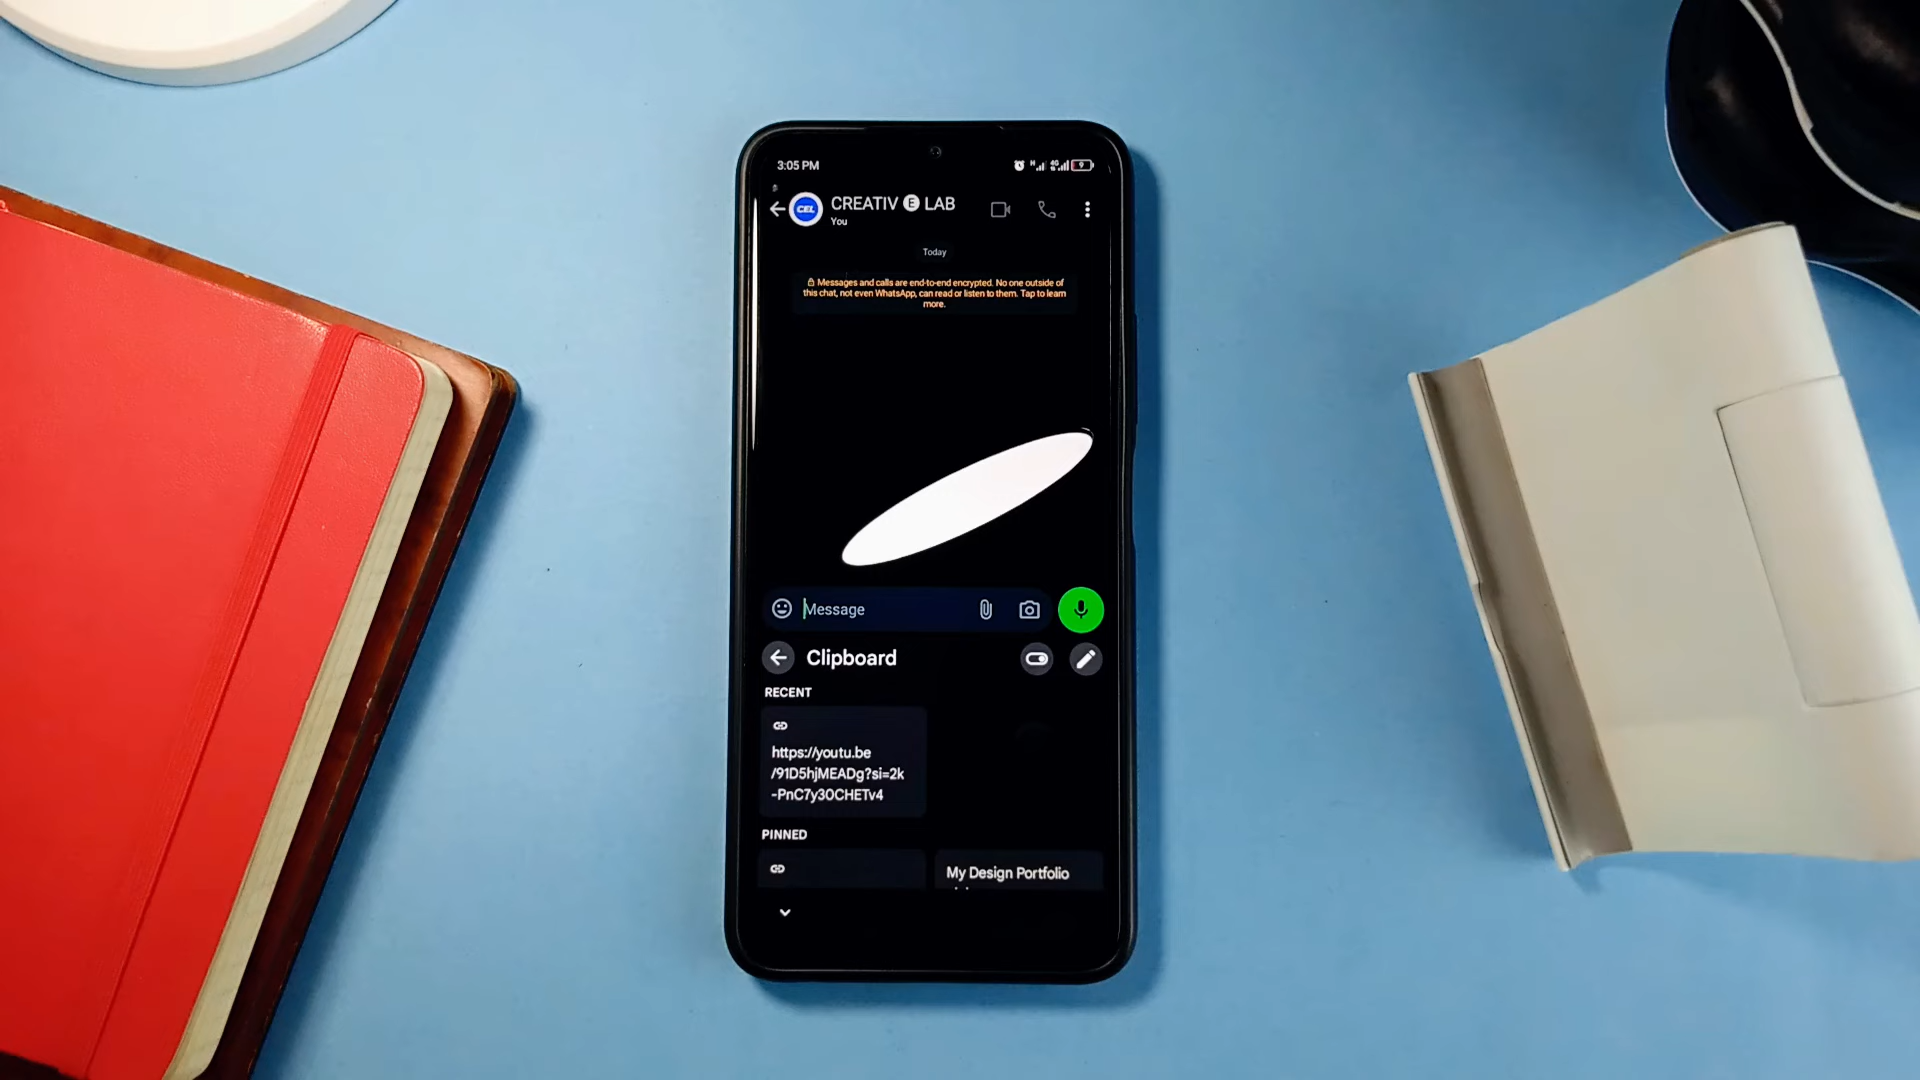 3:05 PM
CEL
CREATIV E LAB
You
Today
Messages and calls are end-to-end encrypted. No one outside of
this chat, not even WhatsApp, can read or listen to them. Tap to learn
more.
Message
Clipboard
RECENT
https://youtu.be
/91D5hjMEADg?si=2k
-PnC7y3OCHETv4
PINNED
My Design Portfolio